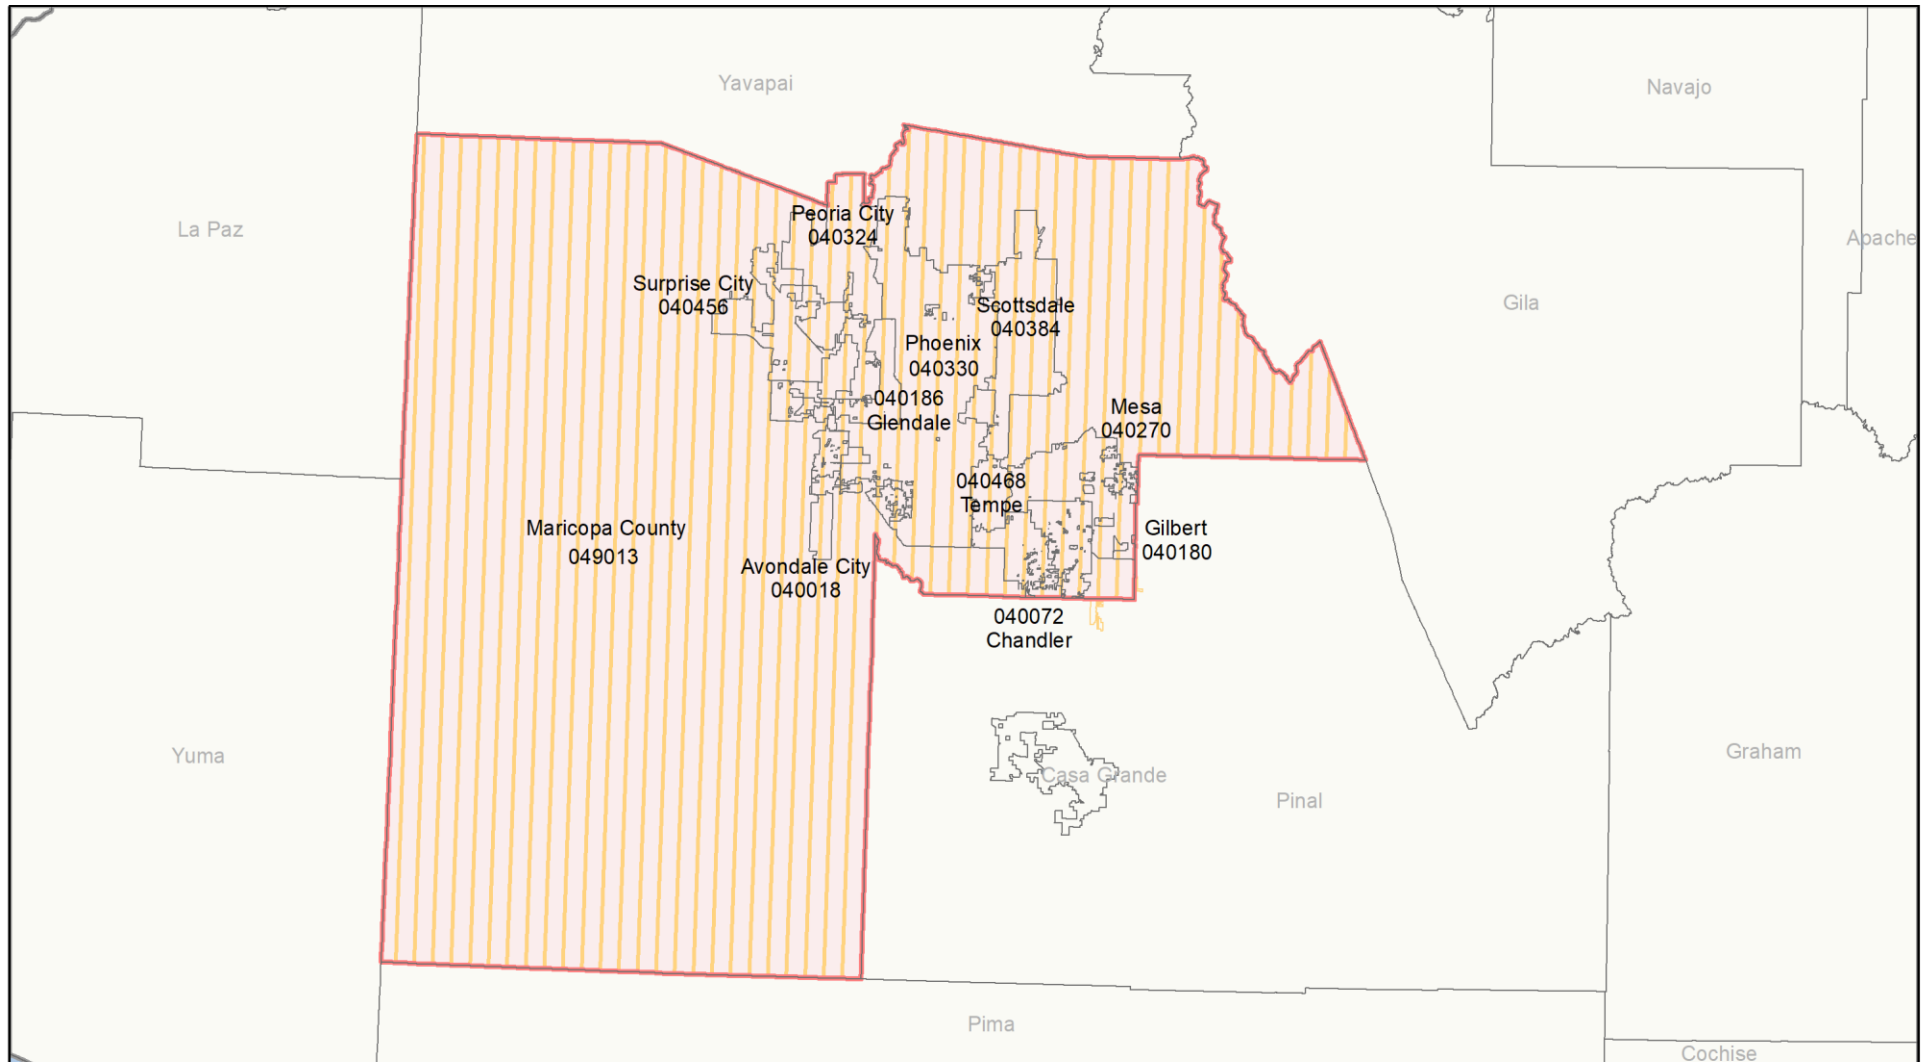 Yavapai
Navajo
La Paz
Peoria City
040324
Apache
Surprise City
040456
Scottsdale
040384
Gila
Phoenix
040330
040186
Glendale
Mesa
040270
040468
Tempe
Maricopa County
049013
Gilbert
040180
Avondale City
040018
040072
Chandler
Yuma
Casa Grande
Graham
Pinal
Pima
Cochise